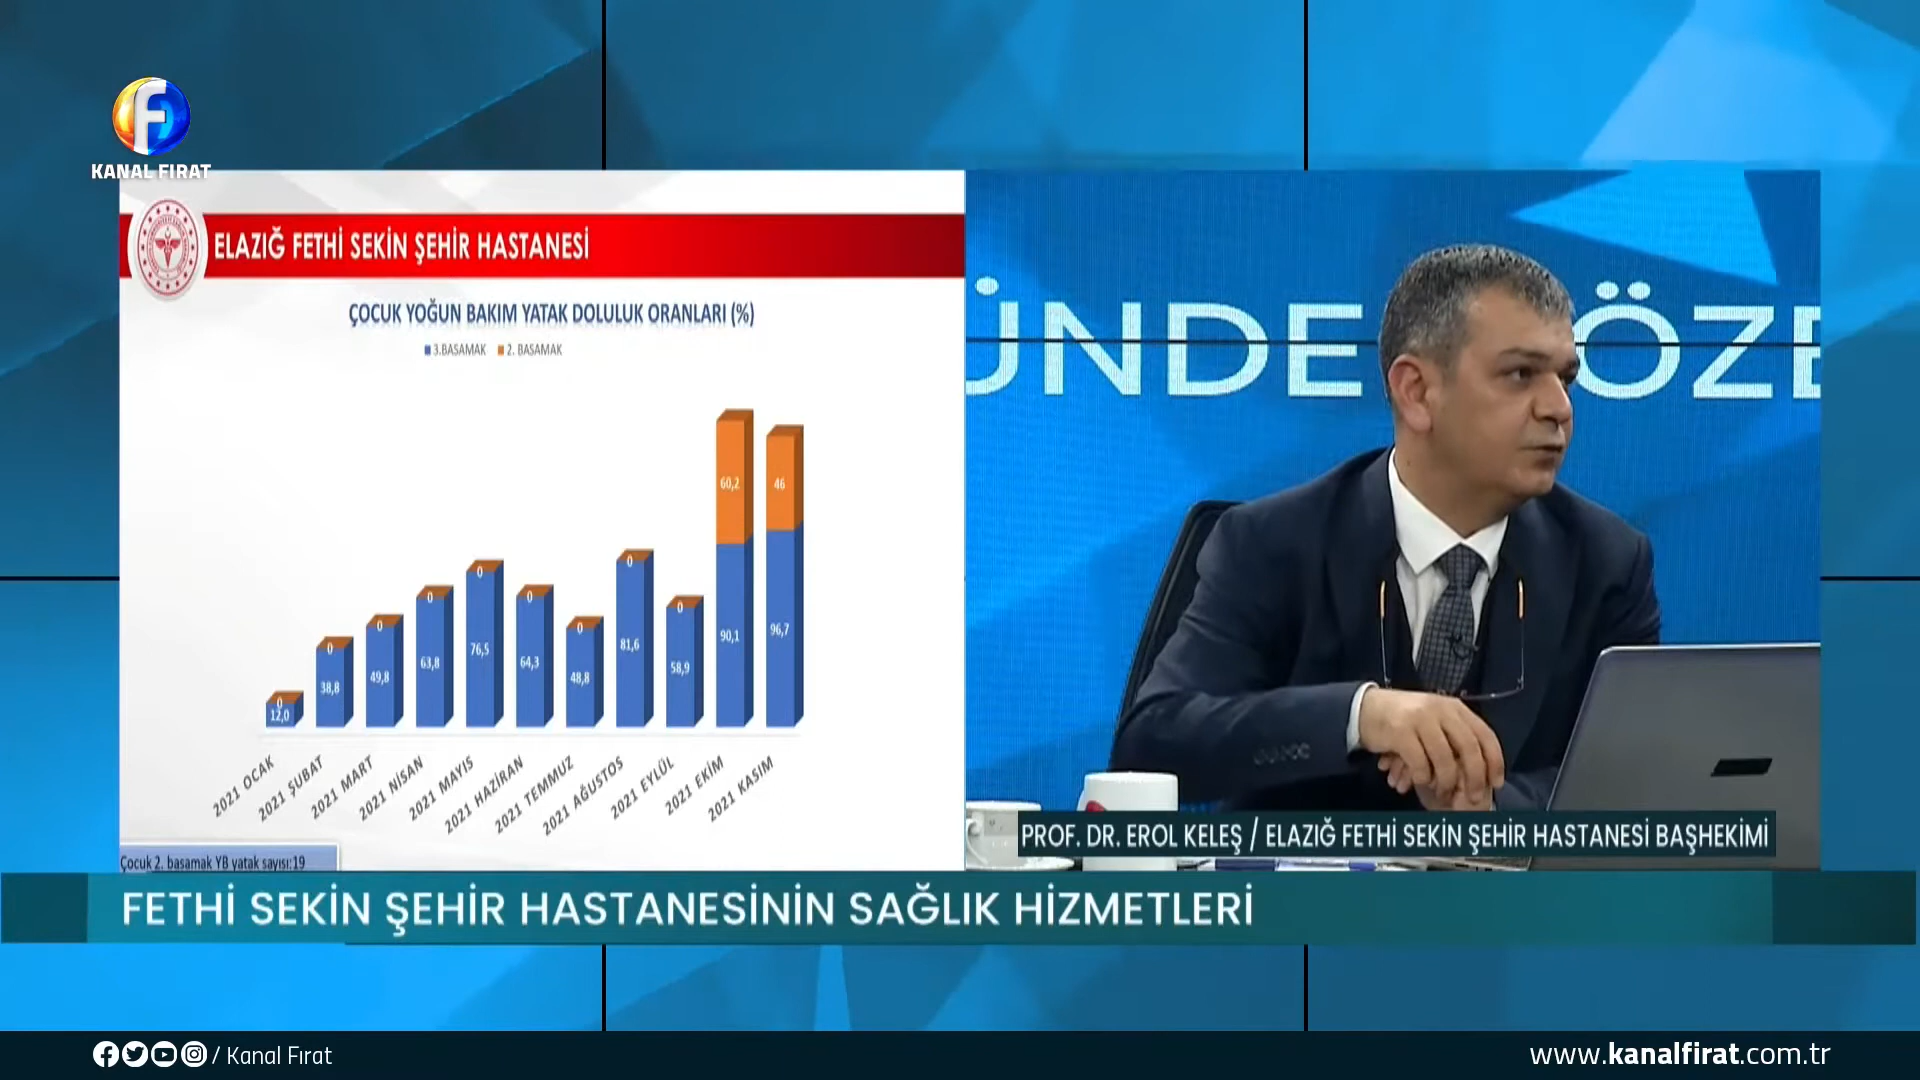 F
KANAL FIRAT
ELAZIĞ FETHİ SEKİN ŞEHİR HASTANESİ
ÇOCUK YOĞUN BAKIM YATAK DOLULUK ORANLARI (%)
3.BASAMAK 2. BASAMAK
60,2 46
0 0 0 0 0 0 0 0 0
12,0 38,8 49,8 63,8 76,5 64,3 48,8 81,6 58,9 90,1 96,7
2021 OCAK
2021 ŞUBAT
2021 MART
2021 NİSAN
2021 MAYIS
2021 HAZİRAN
2021 TEMMUZ
2021 AĞUSTOS
2021 EYLÜL
2021 EKİM
2021 KASIM
Çocuk 2. basamak YB yatak sayısı:19
ÜNDE ÖZE
PROF. DR. EROL KELEŞ / ELAZIĞ FETHİ SEKİN ŞEHİR HASTANESİ BAŞHEKİMİ
FETHİ SEKİN ŞEHİR HASTANESİNİN SAĞLIK HİZMETLERİ
/ Kanal Fırat
www.kanalfirat.com.tr